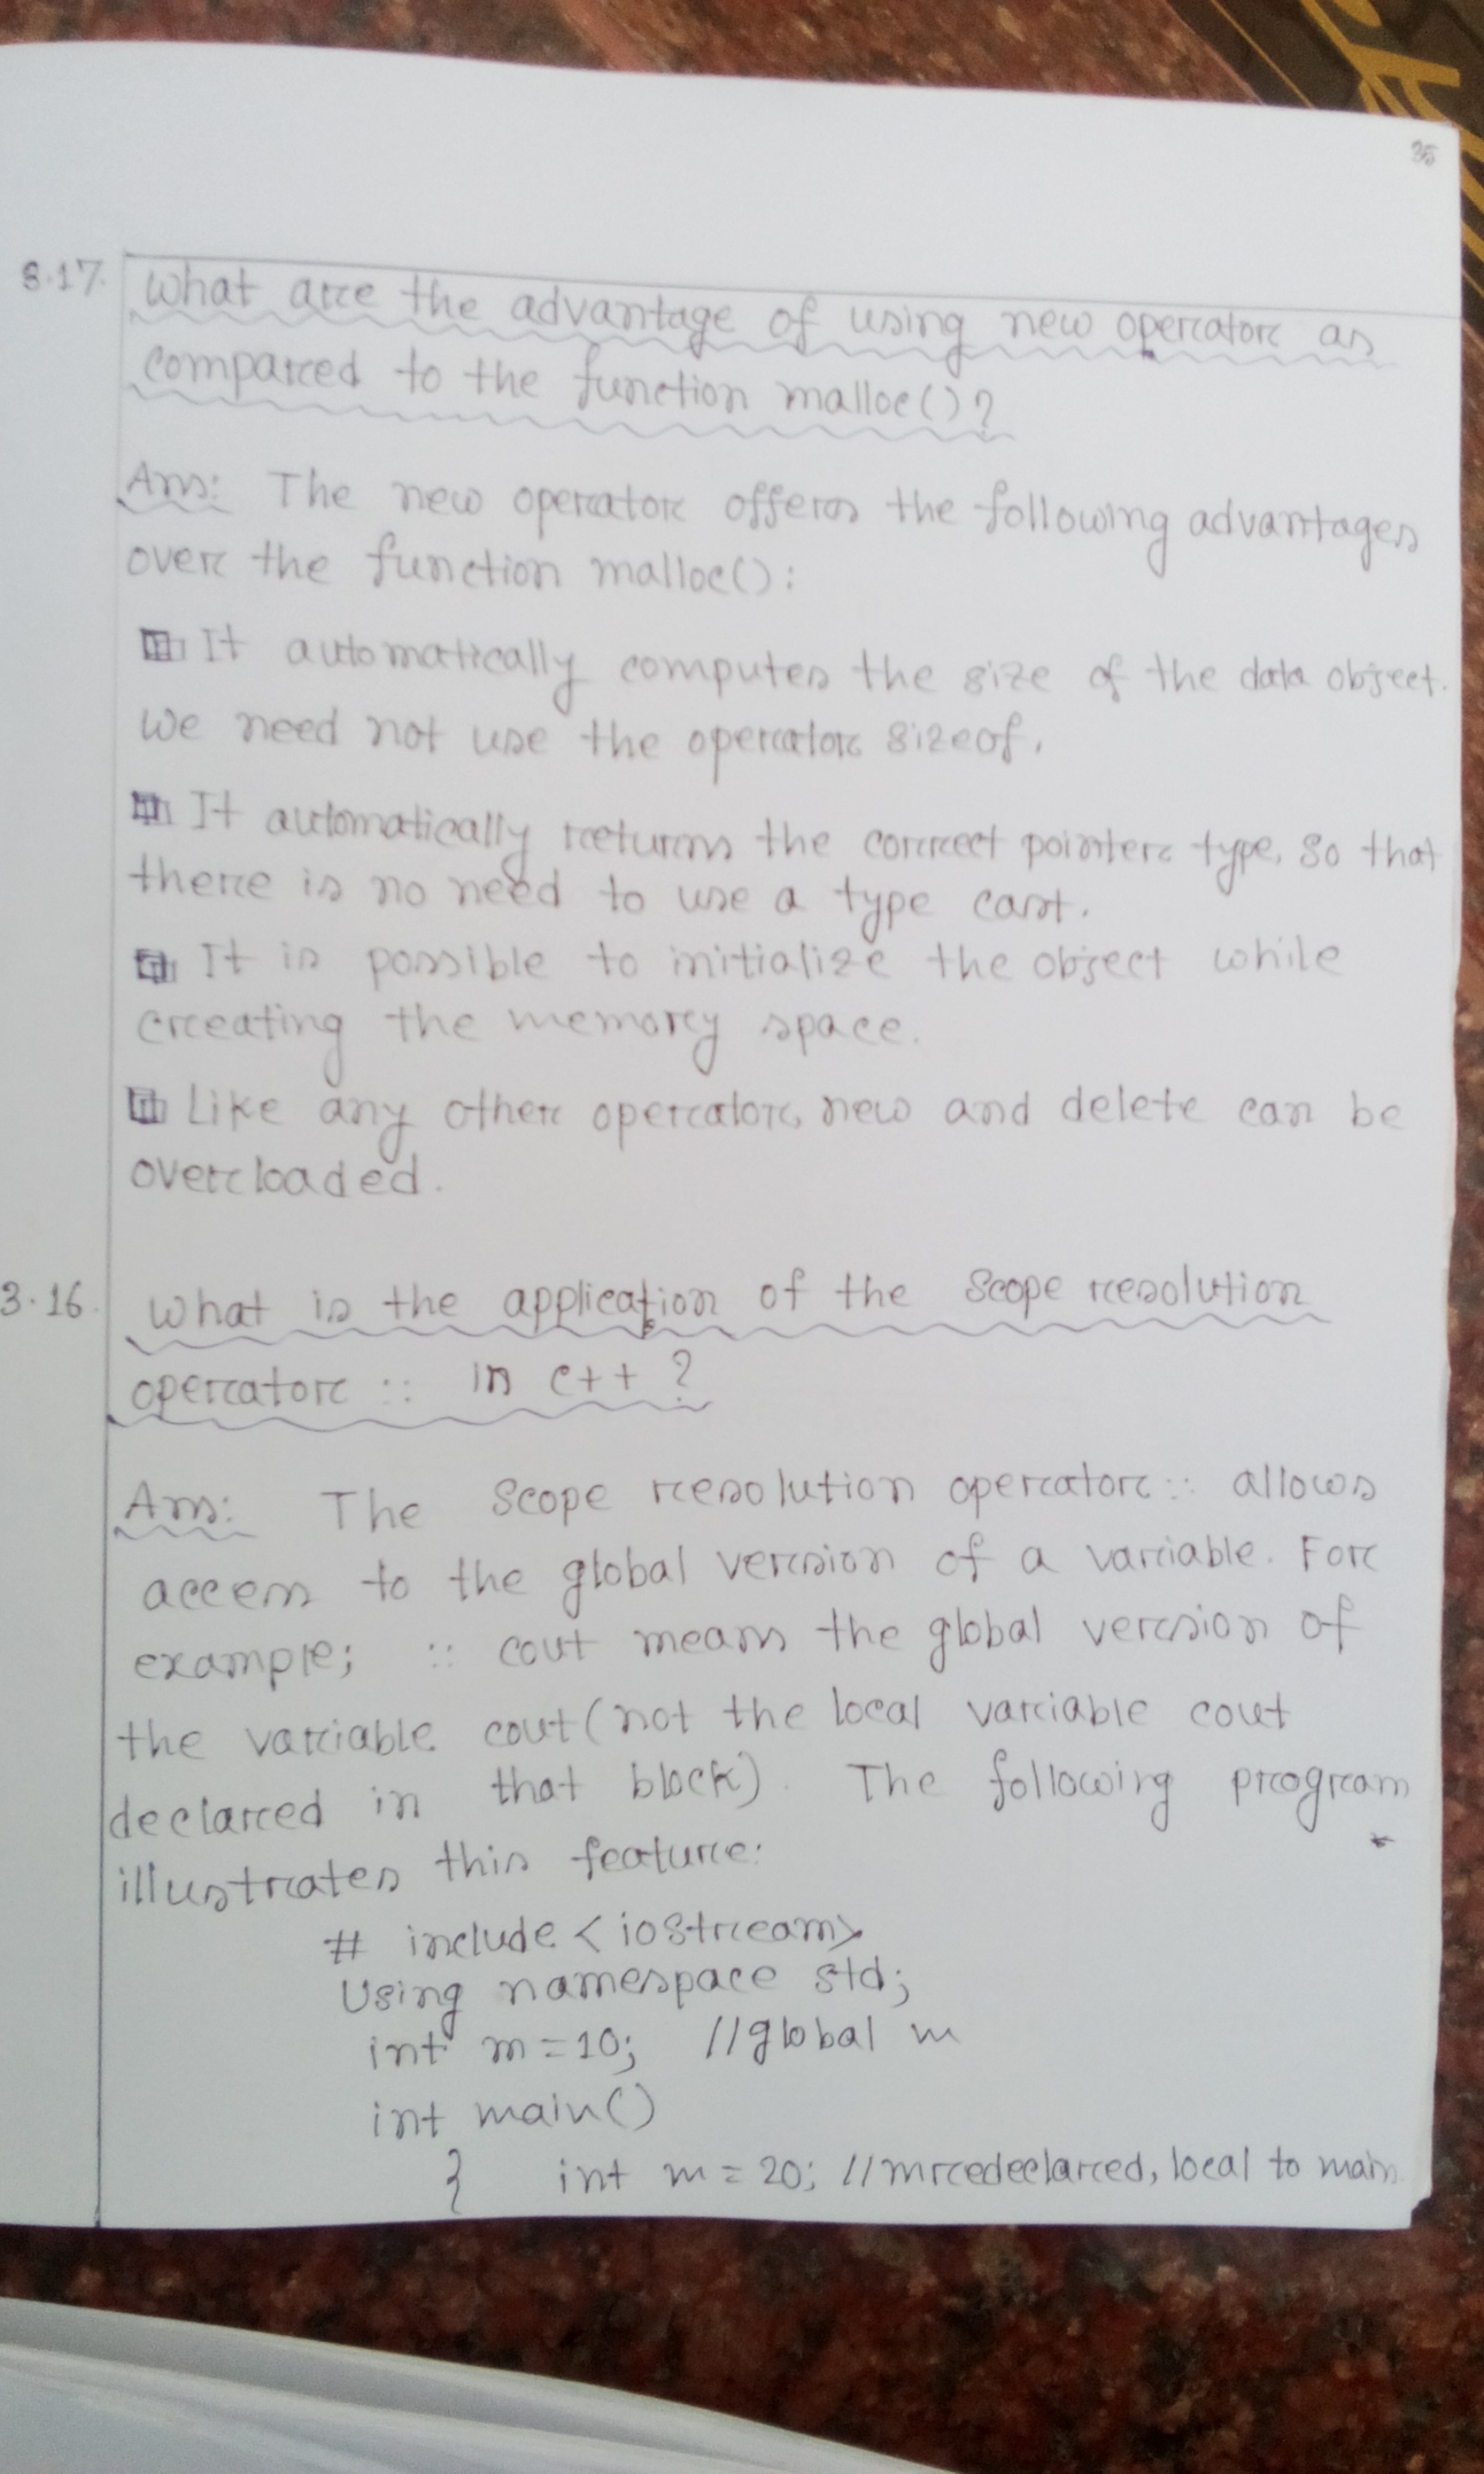 35
3.17. What are the advantage of using new operator as
compared to the function malloc()?
Ans: The new operator offers the following advantages
over the function malloc():
It automatically computes the size of the data object.
We need not use the operator sizeof.
It automatically returns the correct pointer type, so that
there is no need to use a type cast.
It is possible to initialize the object while
creating the memory space.
Like any other operator, new and delete can be
overloaded.
3.16. What is the application of the Scope resolution
operator :: in c++ ?
Ans: The Scope resolution operator :: allows
access to the global version of a variable. For
example; :: cout means the global version of
the variable cout (not the local variable cout
declared in that block). The following program
illustrates this feature:
# include <iostream>
Using namespace std;
int m = 10; //global m
int main()
{ int m = 20; //m redeclared, local to main